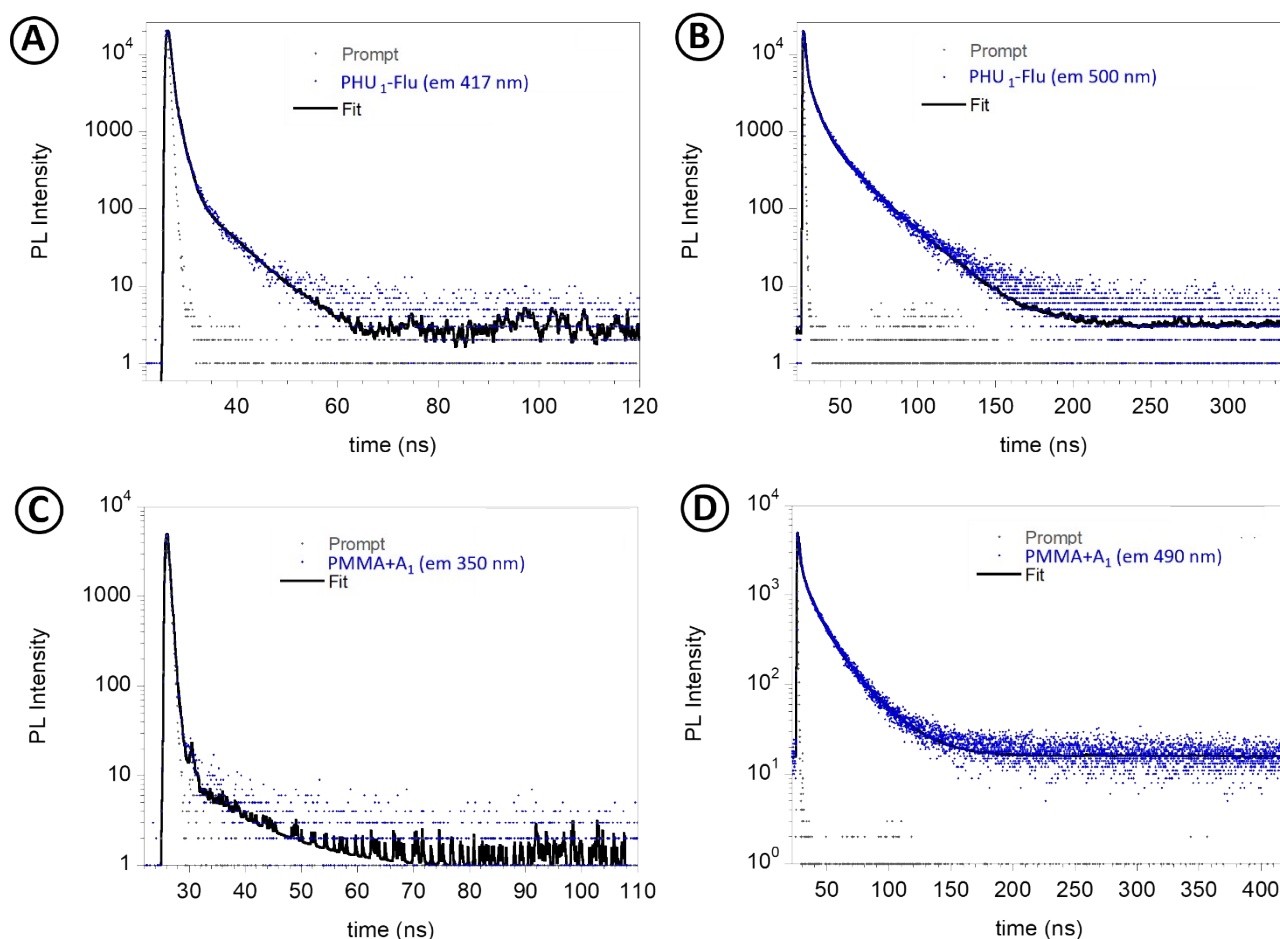 A
10⁴
1000
100
10
1
PL Intensity
Prompt
PHU ₁-Flu (em 417 nm)
Fit
40 60 80 100 120
time (ns)
B
10⁴
1000
100
10
1
PL Intensity
Prompt
PHU ₁-Flu (em 500 nm)
Fit
50 100 150 200 250 300
time (ns)
C
10⁴
1000
100
10
1
PL Intensity
Prompt
PMMA+A₁ (em 350 nm)
Fit
30 40 50 60 70 80 90 100 110
time (ns)
D
10⁴
10³
10²
10¹
10⁰
PL Intensity
Prompt
PMMA+A₁ (em 490 nm)
Fit
50 100 150 200 250 300 350 400
time (ns)